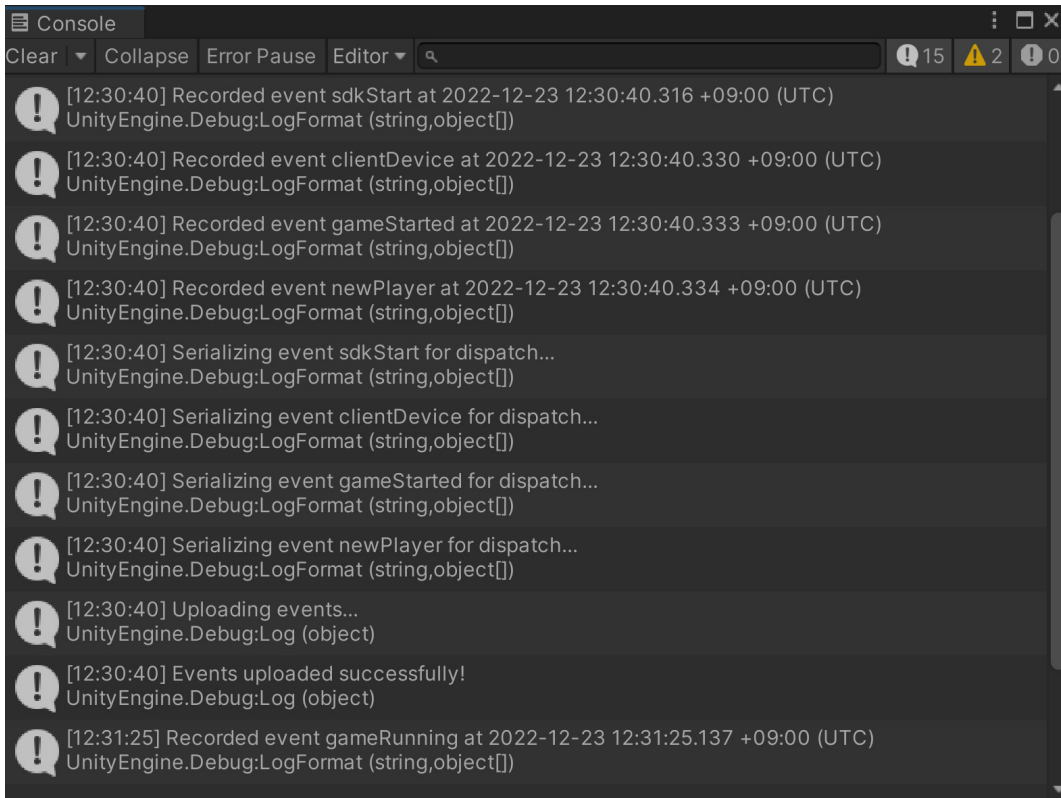 Console
Clear Collapse Error Pause Editor 15 2 0
[12:30:40] Recorded event sdkStart at 2022-12-23 12:30:40.316 +09:00 (UTC)
UnityEngine.Debug:LogFormat (string,object[])
[12:30:40] Recorded event clientDevice at 2022-12-23 12:30:40.330 +09:00 (UTC)
UnityEngine.Debug:LogFormat (string,object[])
[12:30:40] Recorded event gameStarted at 2022-12-23 12:30:40.333 +09:00 (UTC)
UnityEngine.Debug:LogFormat (string,object[])
[12:30:40] Recorded event newPlayer at 2022-12-23 12:30:40.334 +09:00 (UTC)
UnityEngine.Debug:LogFormat (string,object[])
[12:30:40] Serializing event sdkStart for dispatch...
UnityEngine.Debug:LogFormat (string,object[])
[12:30:40] Serializing event clientDevice for dispatch...
UnityEngine.Debug:LogFormat (string,object[])
[12:30:40] Serializing event gameStarted for dispatch...
UnityEngine.Debug:LogFormat (string,object[])
[12:30:40] Serializing event newPlayer for dispatch...
UnityEngine.Debug:LogFormat (string,object[])
[12:30:40] Uploading events...
UnityEngine.Debug:Log (object)
[12:30:40] Events uploaded successfully!
UnityEngine.Debug:Log (object)
[12:31:25] Recorded event gameRunning at 2022-12-23 12:31:25.137 +09:00 (UTC)
UnityEngine.Debug:LogFormat (string,object[])